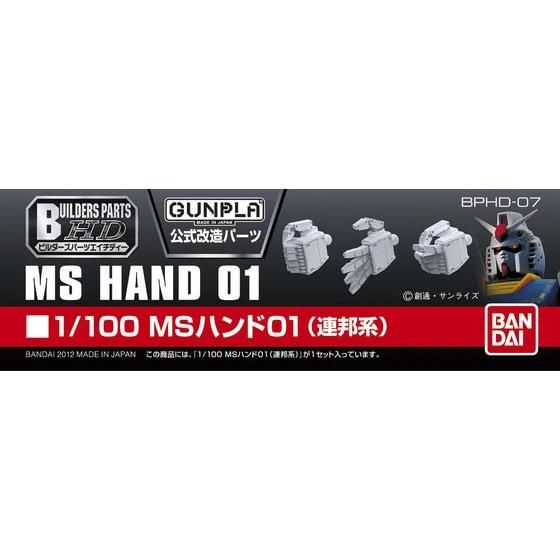 BUILDERS PARTS
HD
ビルダーズパーツエイチディー
GUNPLA
MADE IN JAPAN
公式改造パーツ
BPHD-07
MS HAND 01
©創通・サンライズ
■1/100 MSハンド01(連邦系)
BAN
DAI
BANDAI 2012 MADE IN JAPAN この商品には、「1/100 MSハンド01(連邦系)」が1セット入っています。